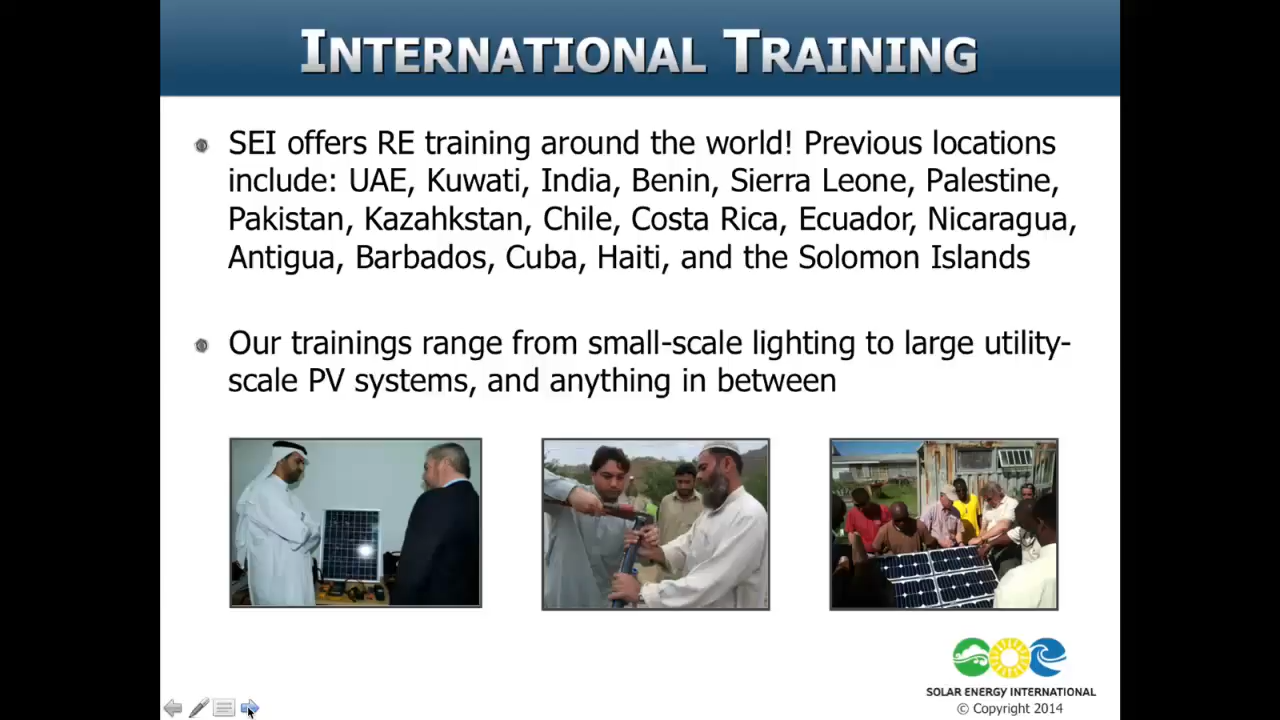 INTERNATIONAL TRAINING
SEI offers RE training around the world! Previous locations
include: UAE, Kuwati, India, Benin, Sierra Leone, Palestine,
Pakistan, Kazahkstan, Chile, Costa Rica, Ecuador, Nicaragua,
Antigua, Barbados, Cuba, Haiti, and the Solomon Islands
Our trainings range from small-scale lighting to large utility-
scale PV systems, and anything in between
SOLAR ENERGY INTERNATIONAL
© Copyright 2014